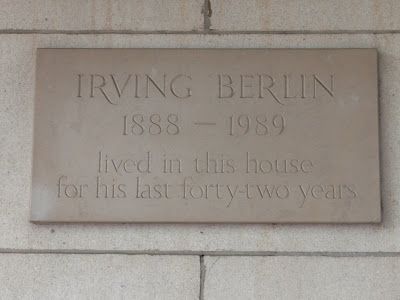 IRVING BERLIN
1888 — 1989
lived in this house
for his last forty-two years